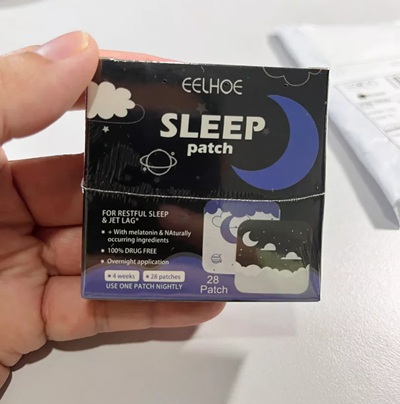 EELHOE
SLEEP
patch
FOR RESTFUL SLEEP
& JET LAG*
• + With melatonin & NAturally
occurring ingredients
• 100% DRUG FREE
• Overnight application
• 4 weeks • 28 patches
USE ONE PATCH NIGHTLY
28
Patch